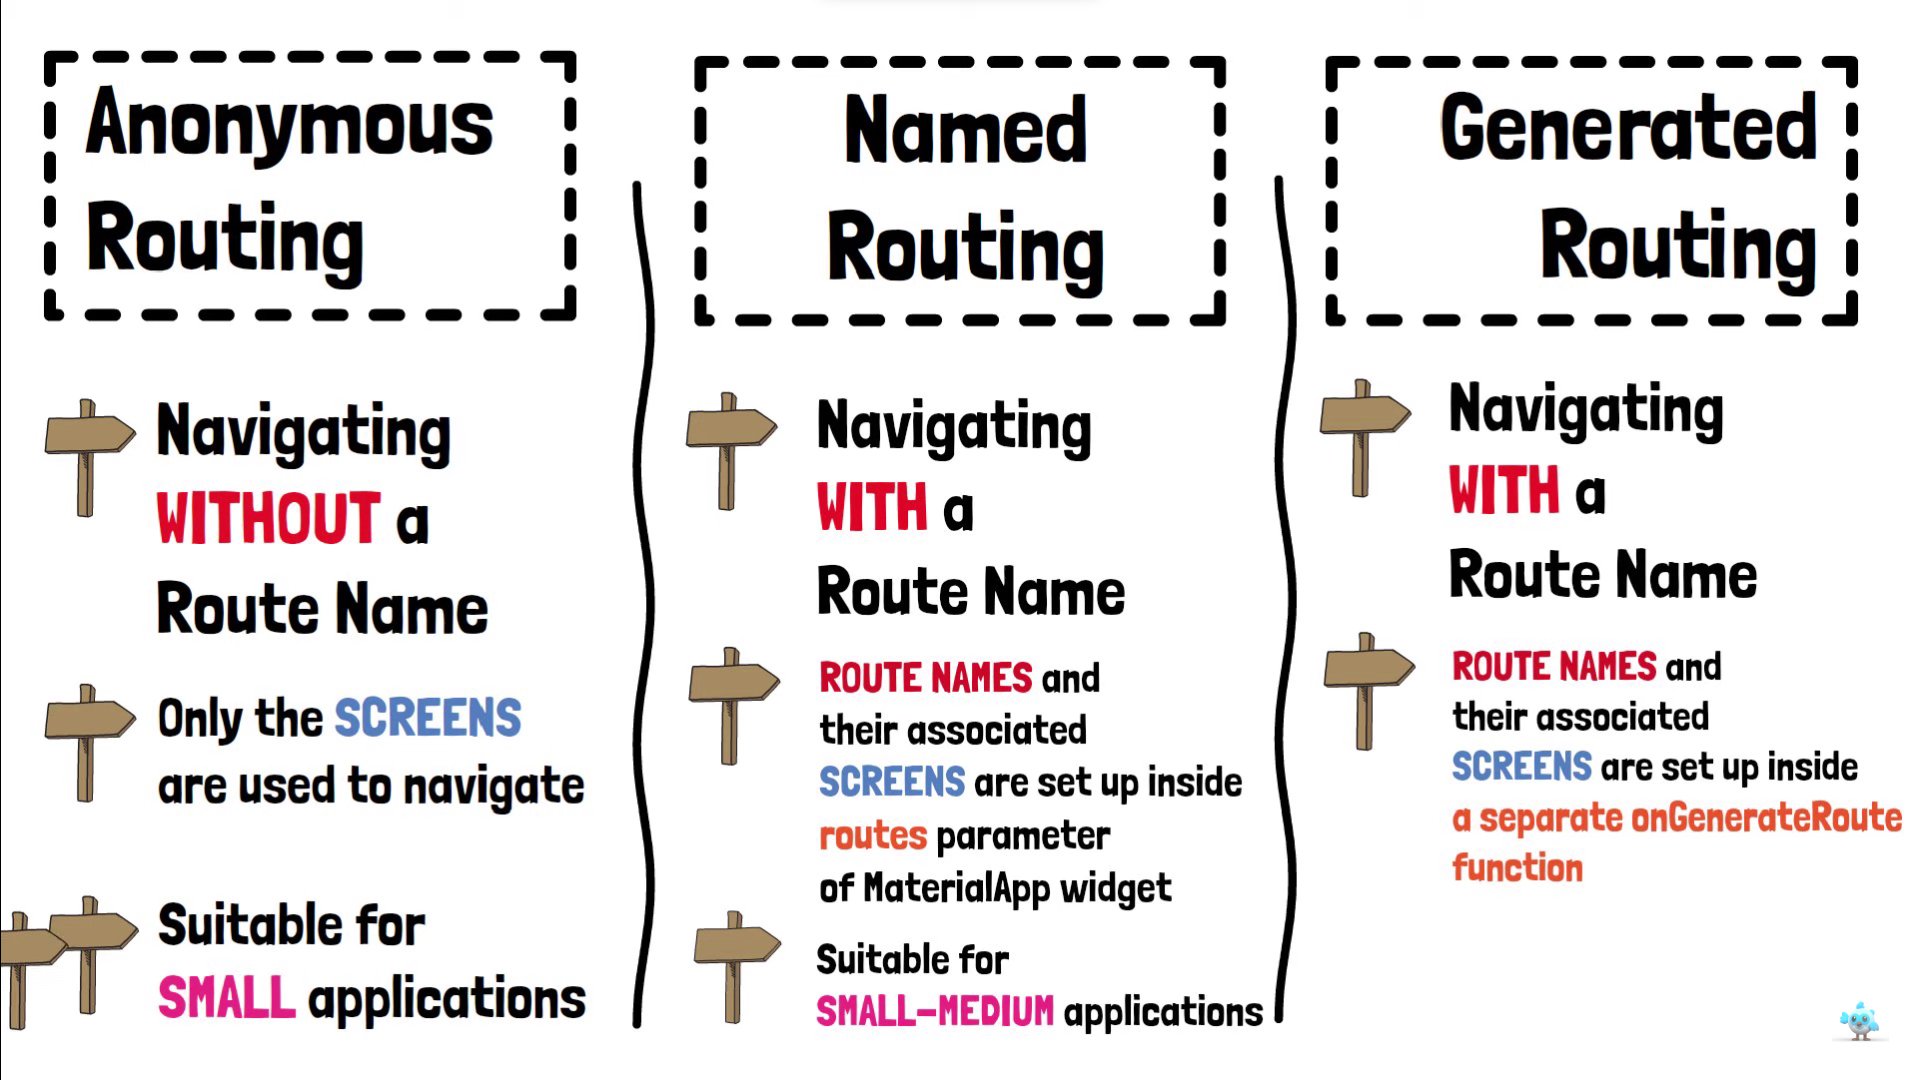 Anonymous
Routing
Navigating
WITHOUT a
Route Name
Only the SCREENS
are used to navigate
Suitable for
SMALL applications
Named
Routing
Navigating
WITH a
Route Name
ROUTE NAMES and
their associated
SCREENS are set up inside
routes parameter
of MaterialApp widget
Suitable for
SMALL-MEDIUM applications
Generated
Routing
Navigating
WITH a
Route Name
ROUTE NAMES and
their associated
SCREENS are set up inside
a separate onGenerateRoute
function